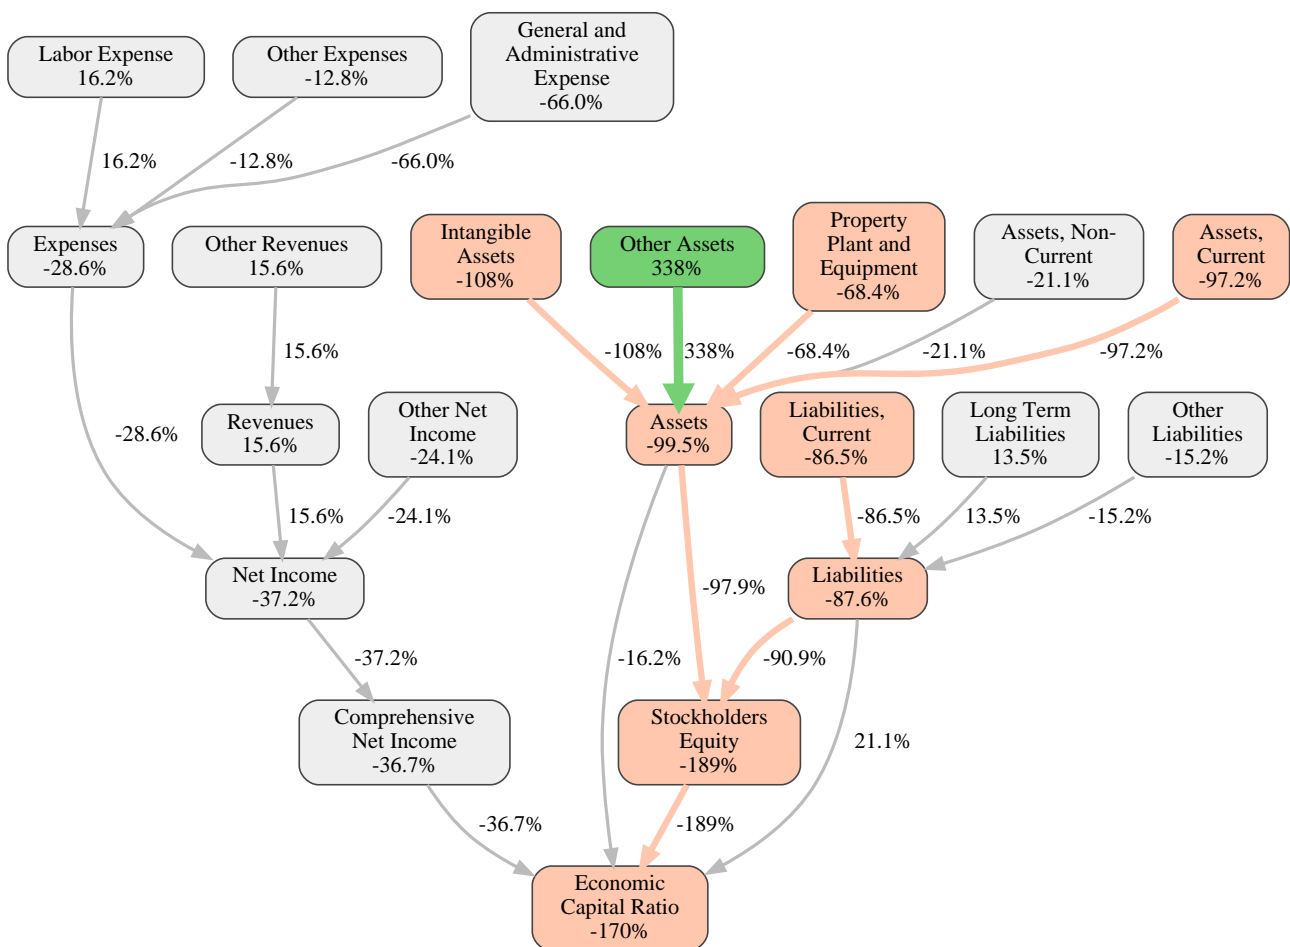 Labor Expense
16.2%
Other Expenses
-12.8%
General and
Administrative
Expense
-66.0%
16.2%
-12.8%
-66.0%
Expenses
-28.6%
Other Revenues
15.6%
Intangible
Assets
-108%
Other Assets
338%
Property
Plant and
Equipment
-68.4%
Assets, Non-
Current
-21.1%
Assets,
Current
-97.2%
15.6%
-108%
338%
-68.4%
-21.1%
-97.2%
-28.6%
Revenues
15.6%
Other Net
Income
-24.1%
Assets
-99.5%
Liabilities,
Current
-86.5%
Long Term
Liabilities
13.5%
Other
Liabilities
-15.2%
15.6%
-24.1%
-86.5%
13.5%
-15.2%
Net Income
-37.2%
-97.9%
Liabilities
-87.6%
-37.2%
-16.2%
-90.9%
Comprehensive
Net Income
-36.7%
Stockholders
Equity
-189%
21.1%
-36.7%
-189%
Economic
Capital Ratio
-170%